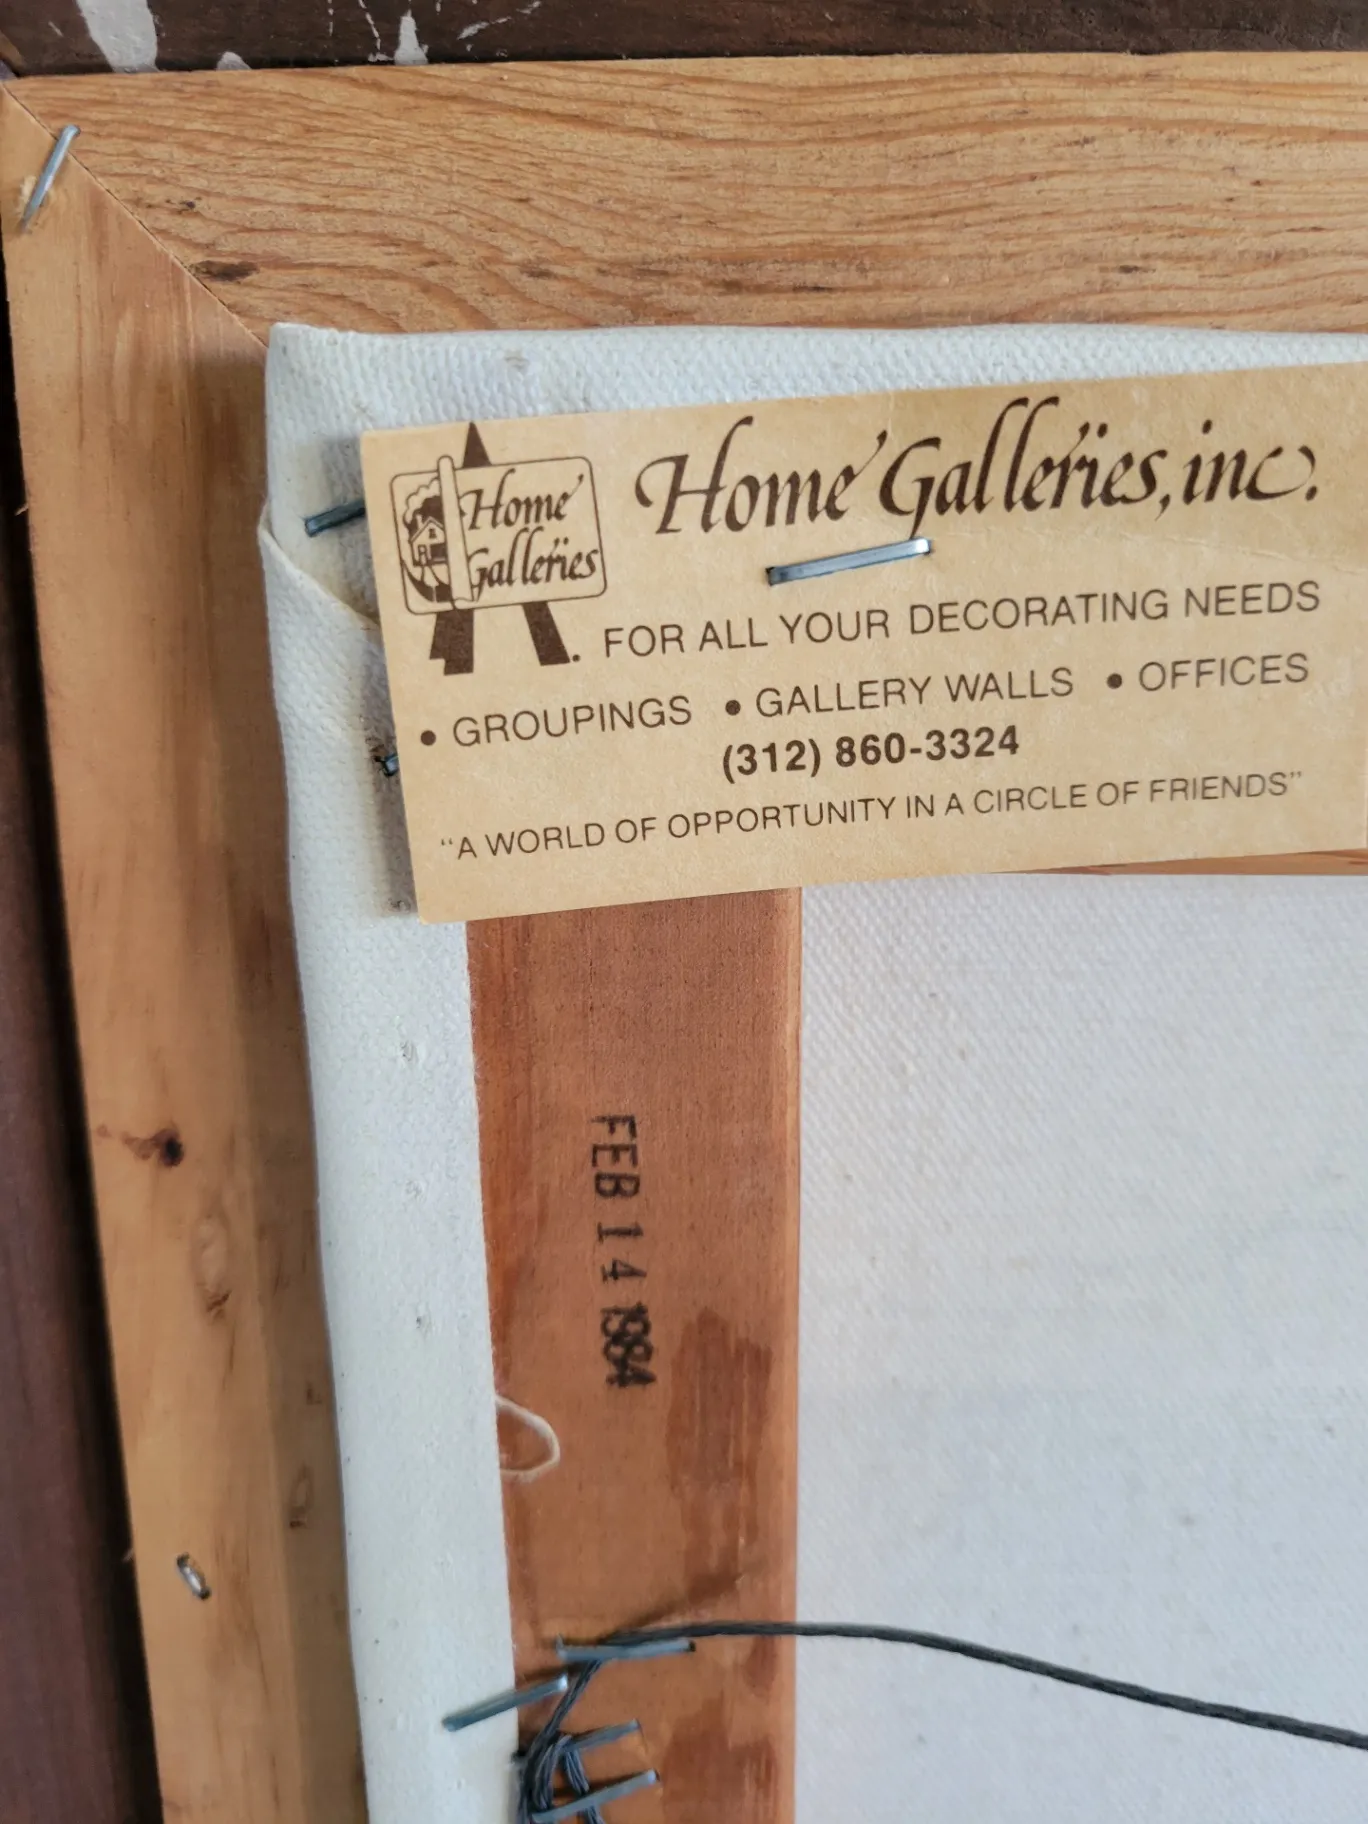 Home
Galleries
Home Galleries, inc.
FOR ALL YOUR DECORATING NEEDS
• GROUPINGS • GALLERY WALLS • OFFICES
(312) 860-3324
“A WORLD OF OPPORTUNITY IN A CIRCLE OF FRIENDS”
FEB 14 1984